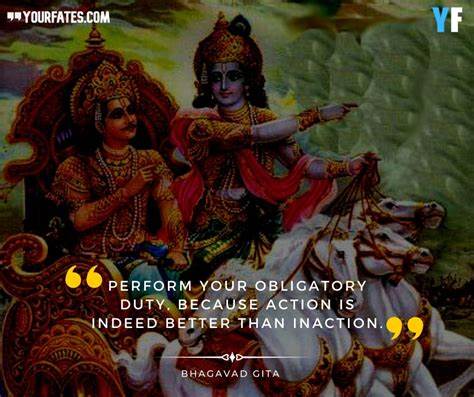 ❝YOURFATES.COM
YF
❝ PERFORM YOUR OBLIGATORY
DUTY, BECAUSE ACTION IS
INDEED BETTER THAN INACTION. ❞
BHAGAVAD GITA